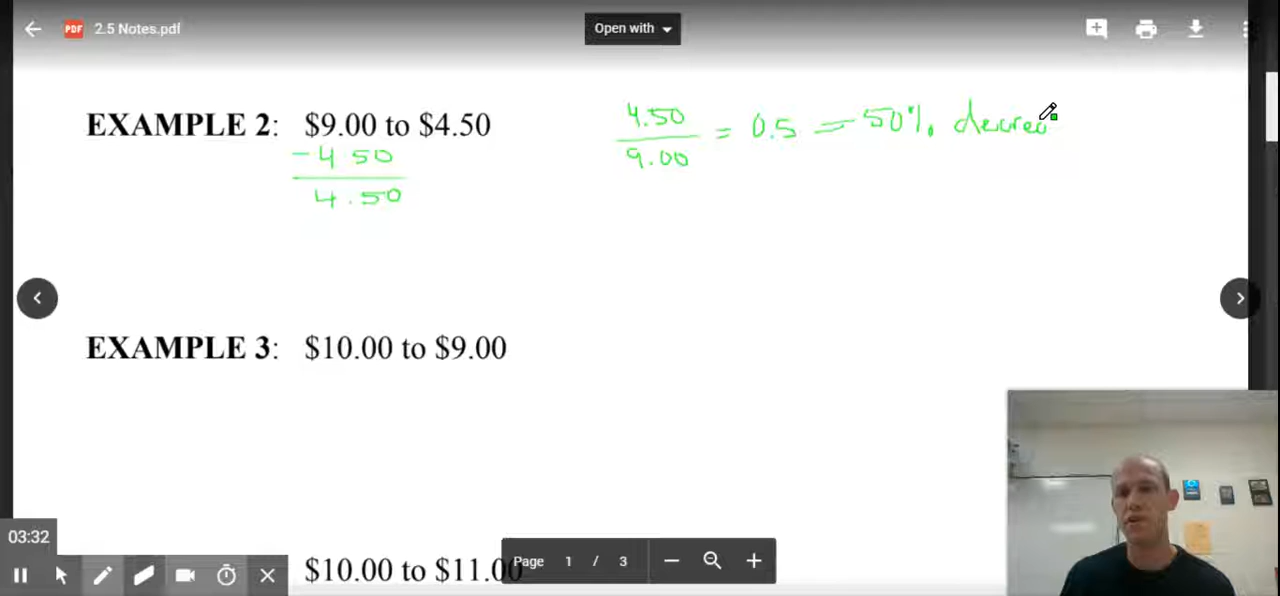 2.5 Notes.pdf
Open with
EXAMPLE 2: $9.00 to $4.50
- 4 50
4.50
4.50
9.00
= 0.5 = 50% decrea
EXAMPLE 3: $10.00 to $9.00
$10.00 to $11.00
03:32
Page 1 / 3